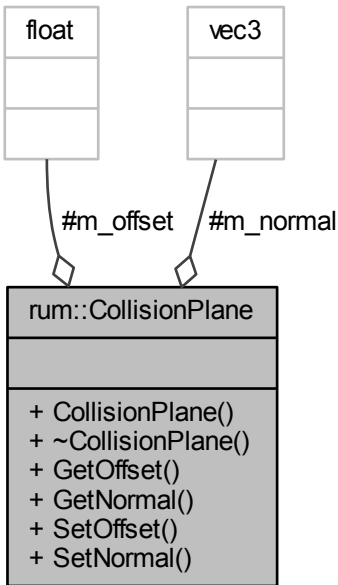 float
vec3
#m_offset
#m_normal
rum::CollisionPlane
+ CollisionPlane()
+ ~CollisionPlane()
+ GetOffset()
+ GetNormal()
+ SetOffset()
+ SetNormal()